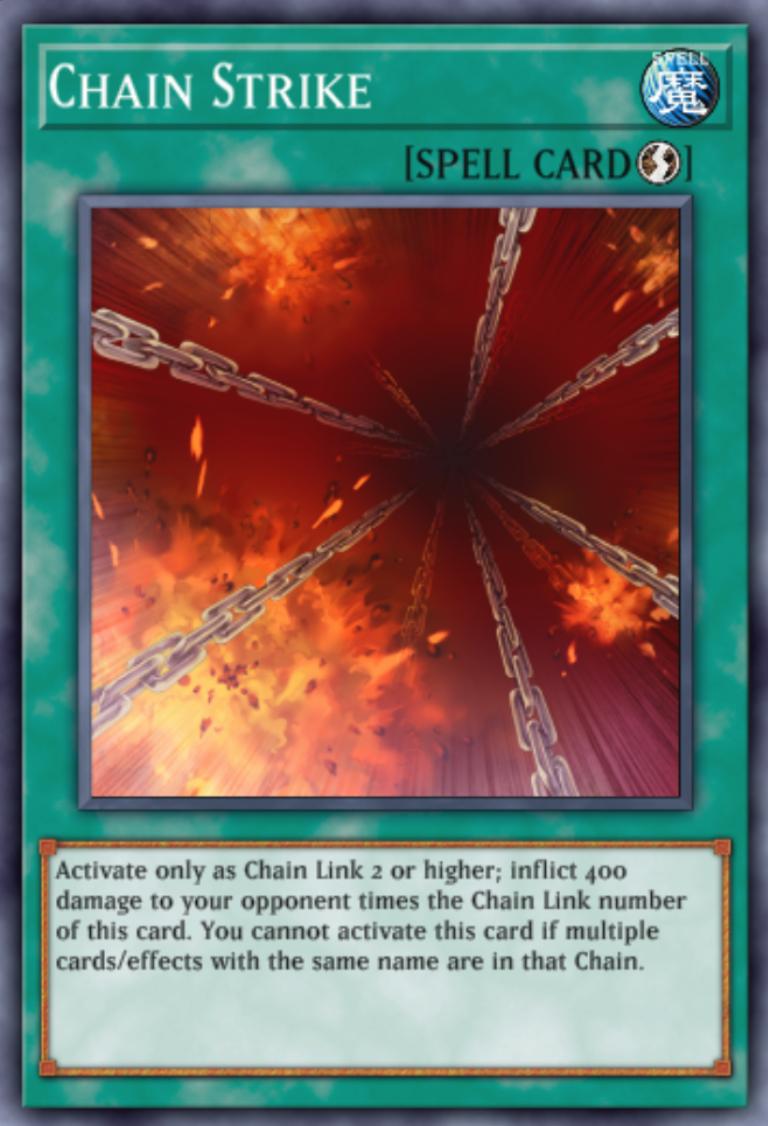 Chain Strike
SPELL
魔
[SPELL CARD]
Activate only as Chain Link 2 or higher; inflict 400
damage to your opponent times the Chain Link number
of this card. You cannot activate this card if multiple
cards/effects with the same name are in that Chain.